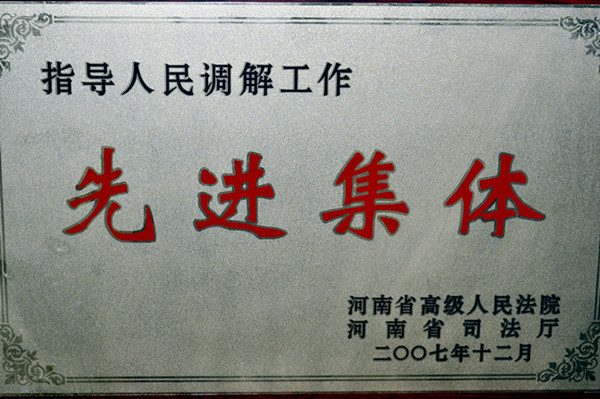 指导人民调解工作
先进集体
河南省高级人民法院
河南省司法厅
二〇〇七年十二月